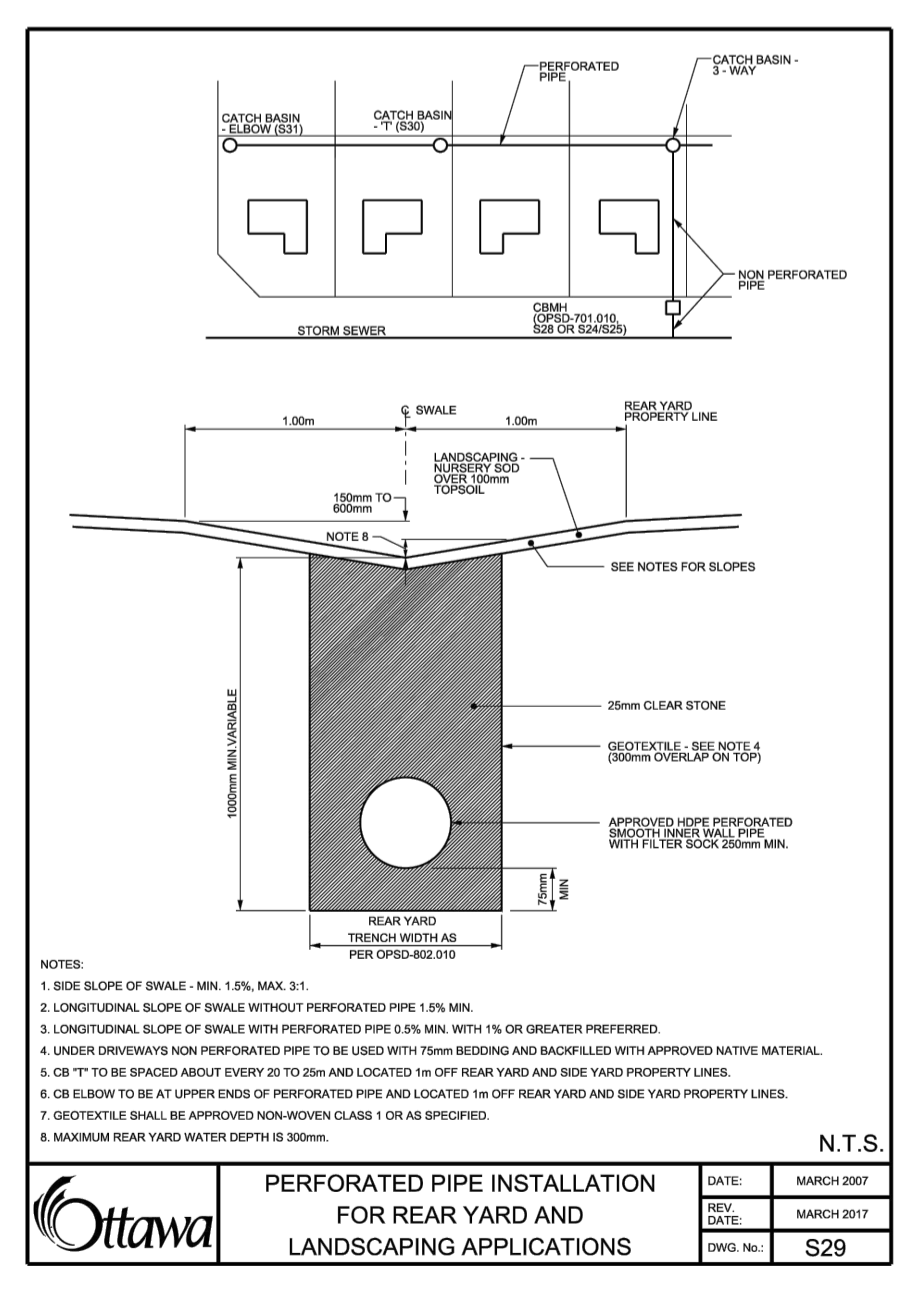 PERFORATED
PIPE
CATCH BASIN -
3 - WAY
CATCH BASIN
- ELBOW (S31)
CATCH BASIN
- 'T' (S30)
NON PERFORATED
PIPE
CBMH
(OPSD-701.010,
S28 OR S24/S25)
STORM SEWER
℄ SWALE
1.00m
1.00m
REAR YARD
PROPERTY LINE
LANDSCAPING -
NURSERY SOD
OVER 100mm
TOPSOIL
150mm TO
600mm
NOTE 8
SEE NOTES FOR SLOPES
1000mm MIN.VARIABLE
25mm CLEAR STONE
GEOTEXTILE - SEE NOTE 4
(300mm OVERLAP ON TOP)
APPROVED HDPE PERFORATED
SMOOTH INNER WALL PIPE
WITH FILTER SOCK 250mm MIN.
75mm
MIN
REAR YARD
TRENCH WIDTH AS
PER OPSD-802.010
NOTES:
1. SIDE SLOPE OF SWALE - MIN. 1.5%, MAX. 3:1.
2. LONGITUDINAL SLOPE OF SWALE WITHOUT PERFORATED PIPE 1.5% MIN.
3. LONGITUDINAL SLOPE OF SWALE WITH PERFORATED PIPE 0.5% MIN. WITH 1% OR GREATER PREFERRED.
4. UNDER DRIVEWAYS NON PERFORATED PIPE TO BE USED WITH 75mm BEDDING AND BACKFILLED WITH APPROVED NATIVE MATERIAL.
5. CB "T" TO BE SPACED ABOUT EVERY 20 TO 25m AND LOCATED 1m OFF REAR YARD AND SIDE YARD PROPERTY LINES.
6. CB ELBOW TO BE AT UPPER ENDS OF PERFORATED PIPE AND LOCATED 1m OFF REAR YARD AND SIDE YARD PROPERTY LINES.
7. GEOTEXTILE SHALL BE APPROVED NON-WOVEN CLASS 1 OR AS SPECIFIED.
8. MAXIMUM REAR YARD WATER DEPTH IS 300mm.
N.T.S.
Ottawa
PERFORATED PIPE INSTALLATION
FOR REAR YARD AND
LANDSCAPING APPLICATIONS
DATE:
MARCH 2007
REV.
DATE:
MARCH 2017
DWG. No.:
S29